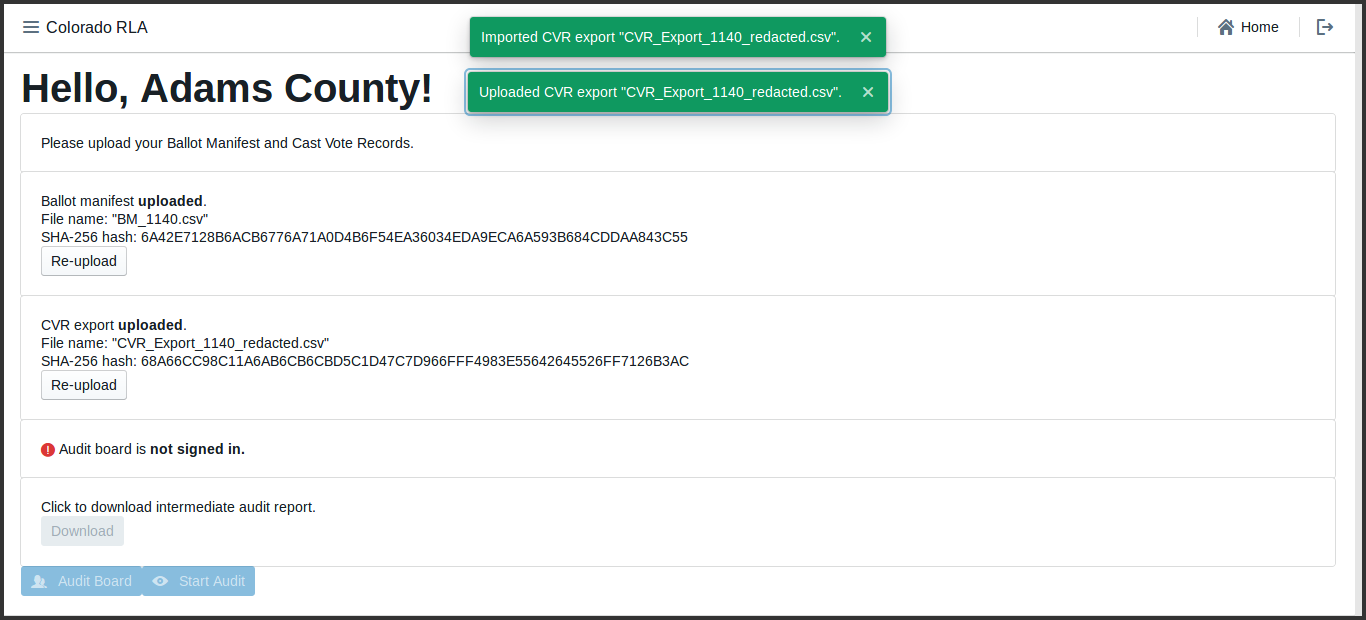 Colorado RLA
Imported CVR export "CVR_Export_1140_redacted.csv".
Home
Uploaded CVR export "CVR_Export_1140_redacted.csv".
Hello, Adams County!
Please upload your Ballot Manifest and Cast Vote Records.
Ballot manifest uploaded.
File name: "BM_1140.csv"
SHA-256 hash: 6A42E7128B6ACB6776A71A0D4B6F54EA36034EDA9ECA6A593B684CDDAA843C55
Re-upload
CVR export uploaded.
File name: "CVR_Export_1140_redacted.csv"
SHA-256 hash: 68A66CC98C11A6AB6CB6CBD5C1D47C7D966FFF4983E55642645526FF7126B3AC
Re-upload
Audit board is not signed in.
Click to download intermediate audit report.
Download
Audit Board
Start Audit